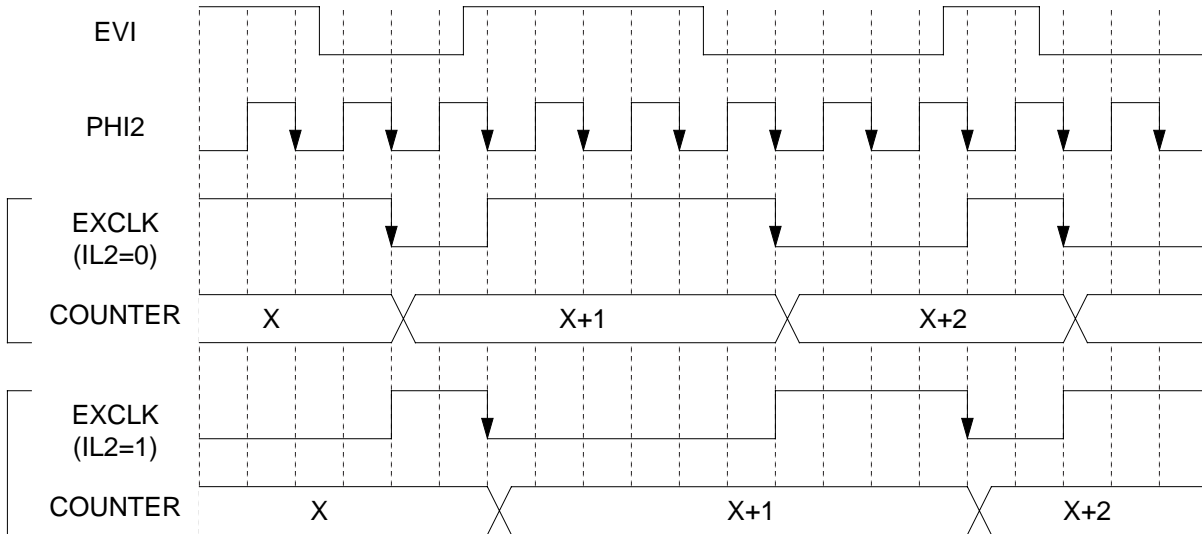 EVI
PHI2
EXCLK
(IL2=0)
COUNTER X X+1 X+2
EXCLK
(IL2=1)
COUNTER X X+1 X+2